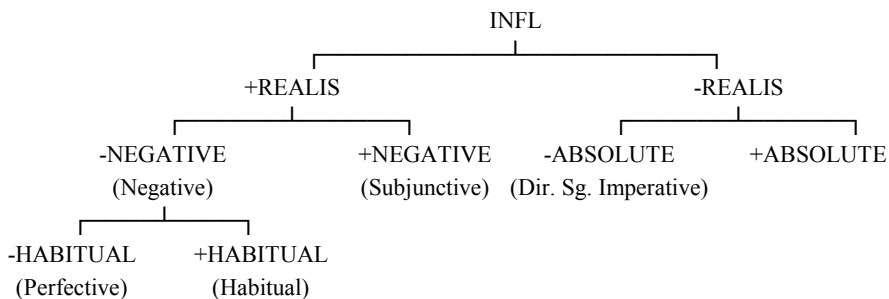 INFL
+REALIS -REALIS
-NEGATIVE +NEGATIVE -ABSOLUTE +ABSOLUTE
(Negative) (Subjunctive) (Dir. Sg. Imperative)
-HABITUAL +HABITUAL
(Perfective) (Habitual)